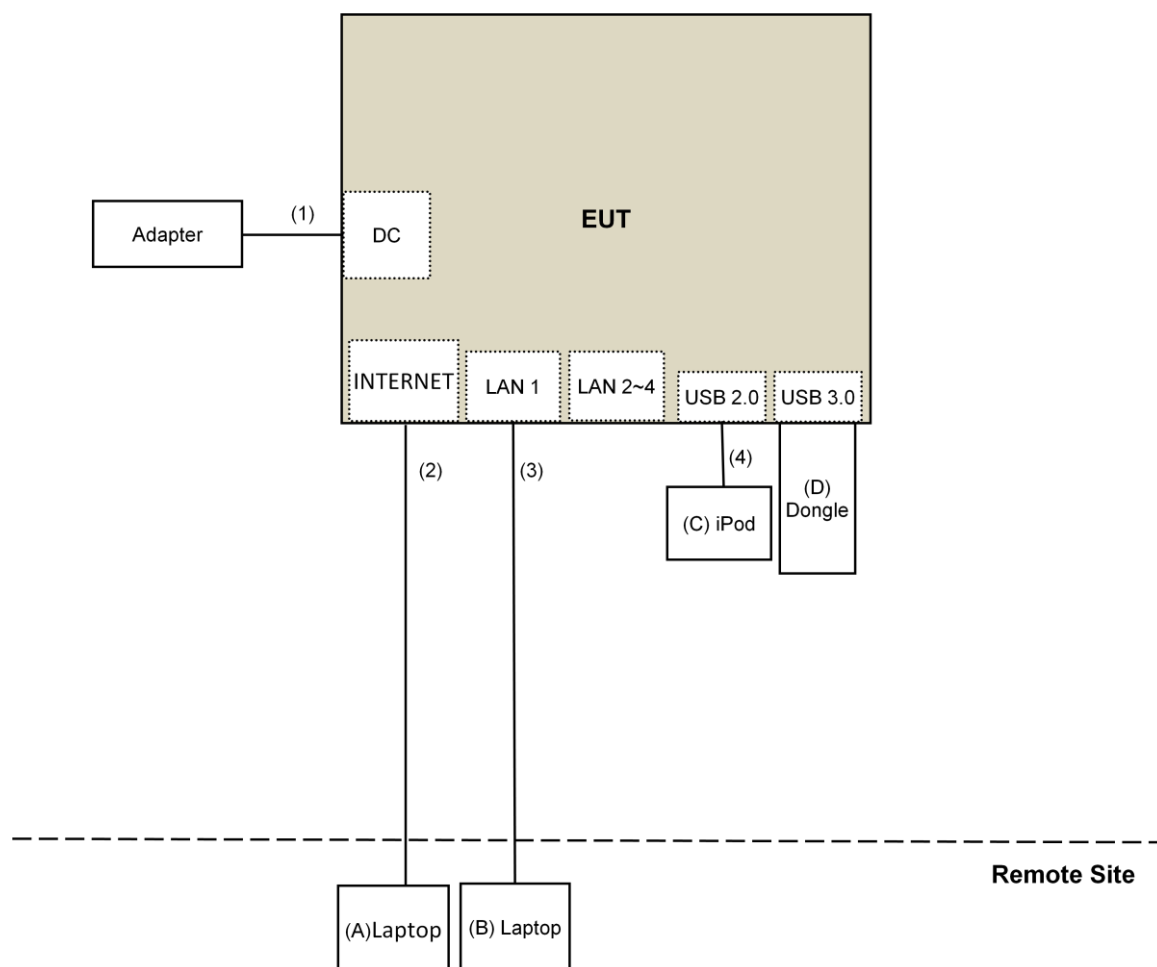 EUT
(1)
Adapter
DC
INTERNET
LAN 1
LAN 2~4
USB 2.0
USB 3.0
(2)
(3)
(4)
(C) iPod
(D)
Dongle
Remote Site
(A)Laptop
(B) Laptop